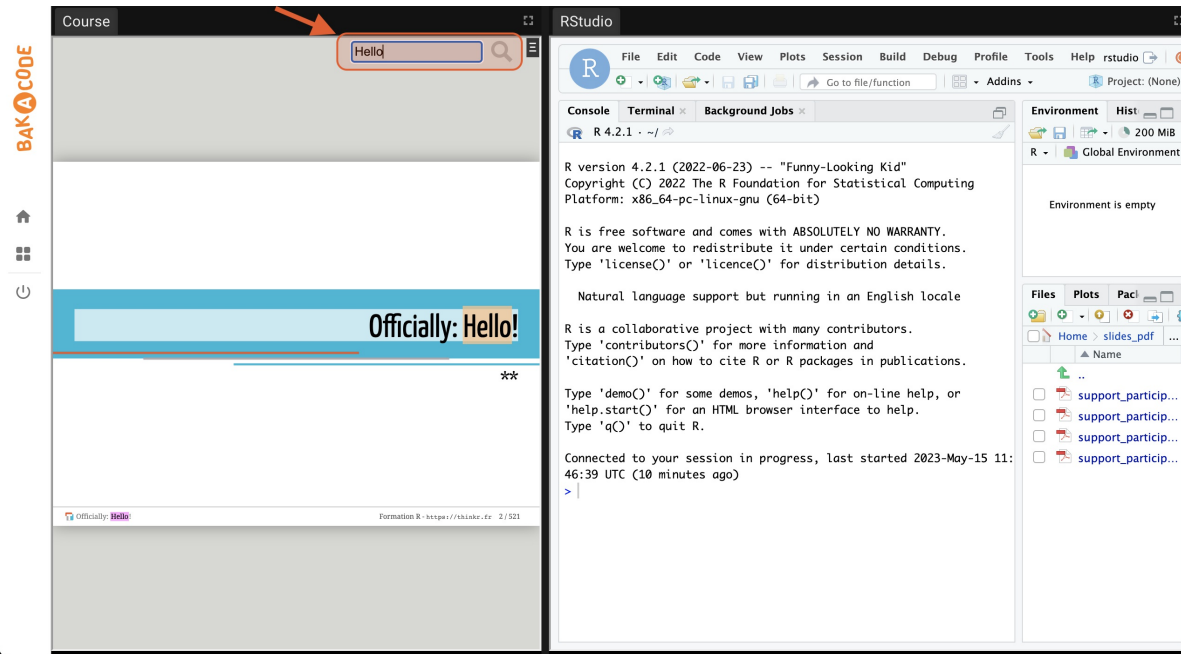 BAKACODE
Course
Hello
Officially: Hello!
**
Officially: Hello!
Formation R - https://thinkr.fr 2 / 521
RStudio
R
File Edit Code View Plots Session Build Debug Profile Tools Help rstudio
Go to file/function
Addins
R Project: (None)
Console Terminal × Background Jobs ×
R R 4.2.1 · ~/
R version 4.2.1 (2022-06-23) -- "Funny-Looking Kid"
Copyright (C) 2022 The R Foundation for Statistical Computing
Platform: x86_64-pc-linux-gnu (64-bit)
R is free software and comes with ABSOLUTELY NO WARRANTY.
You are welcome to redistribute it under certain conditions.
Type 'license()' or 'licence()' for distribution details.
Natural language support but running in an English locale
R is a collaborative project with many contributors.
Type 'contributors()' for more information and
'citation()' on how to cite R or R packages in publications.
Type 'demo()' for some demos, 'help()' for on-line help, or
'help.start()' for an HTML browser interface to help.
Type 'q()' to quit R.
Connected to your session in progress, last started 2023-May-15 11:
46:39 UTC (10 minutes ago)
>
Environment Hist
200 MiB
R Global Environment
Environment is empty
Files Plots Pac
Home > slides_pdf ...
Name
..
support_particip...
support_particip...
support_particip...
support_particip...